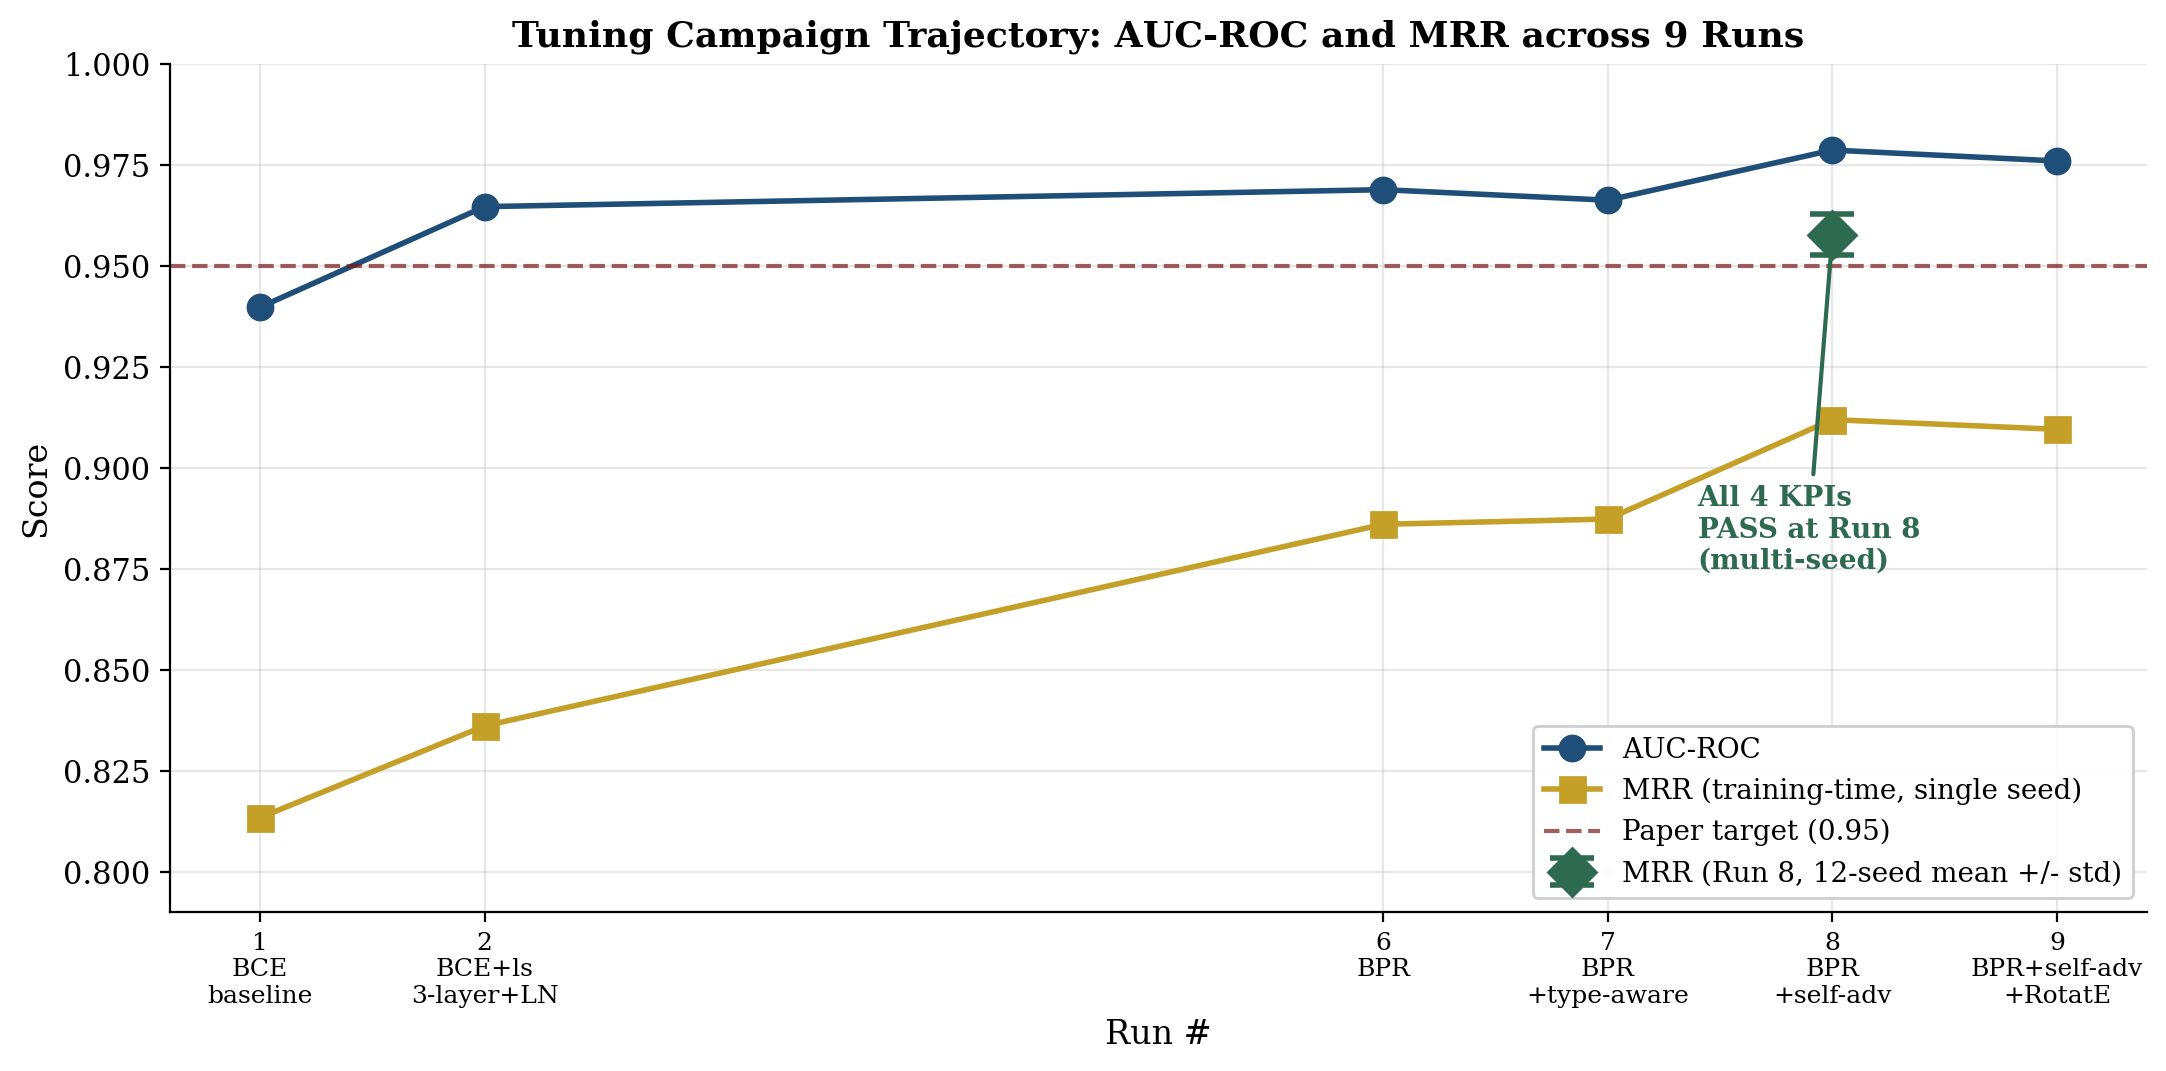 Tuning Campaign Trajectory: AUC-ROC and MRR across 9 Runs
Score
1.000
0.975
0.950
0.925
0.900
0.875
0.850
0.825
0.800
All 4 KPIs
PASS at Run 8
(multi-seed)
AUC-ROC
MRR (training-time, single seed)
Paper target (0.95)
MRR (Run 8, 12-seed mean +/- std)
1
BCE
baseline
2
BCE+ls
3-layer+LN
6
BPR
7
BPR
+type-aware
8
BPR
+self-adv
9
BPR+self-adv
+RotatE
Run #